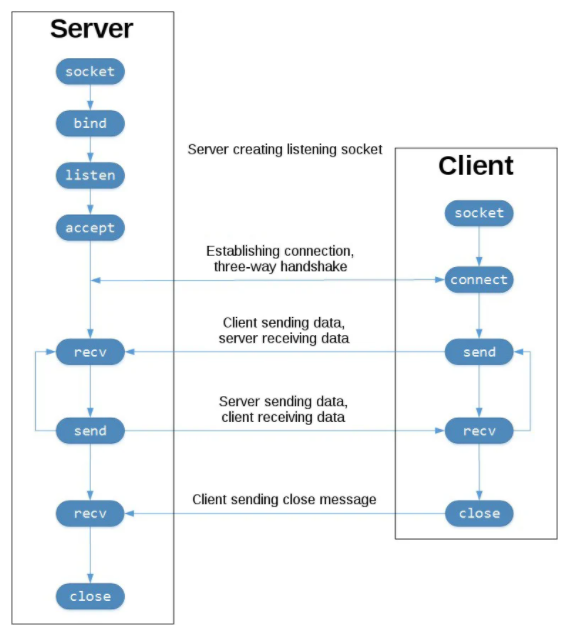 Server
socket
bind
listen
accept
Server creating listening socket
Client
socket
Establishing connection,
three-way handshake
connect
Client sending data,
server receiving data
recv
send
Server sending data,
client receiving data
send
recv
Client sending close message
recv
close
close